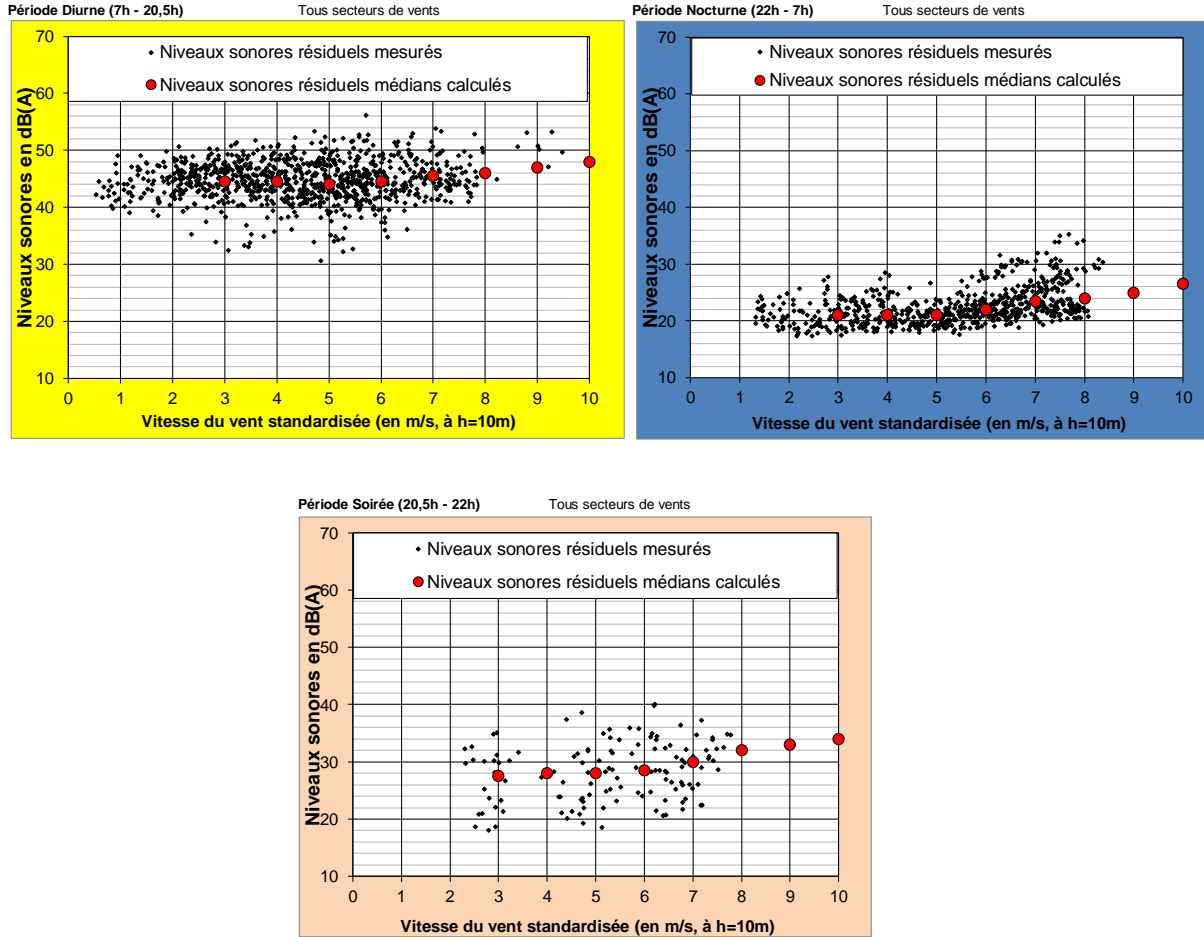 Période Diurne (7h - 20,5h) Tous secteurs de vents
Niveaux sonores résiduels mesurés
Niveaux sonores résiduels médians calculés
Niveaux sonores en dB(A)
70
60
50
40
30
20
10
0 1 2 3 4 5 6 7 8 9 10
Vitesse du vent standardisée (en m/s, à h=10m)
Période Nocturne (22h - 7h) Tous secteurs de vents
Niveaux sonores résiduels mesurés
Niveaux sonores résiduels médians calculés
Niveaux sonores en dB(A)
70
60
50
40
30
20
10
0 1 2 3 4 5 6 7 8 9 10
Vitesse du vent standardisée (en m/s, à h=10m)
Période Soirée (20,5h - 22h) Tous secteurs de vents
Niveaux sonores résiduels mesurés
Niveaux sonores résiduels médians calculés
Niveaux sonores en dB(A)
70
60
50
40
30
20
10
0 1 2 3 4 5 6 7 8 9 10
Vitesse du vent standardisée (en m/s, à h=10m)